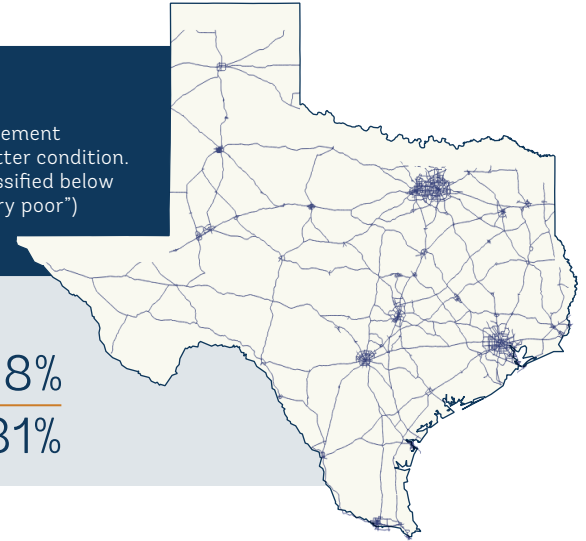 ement
tter condition.
ssified below
ry poor”)
8%
31%